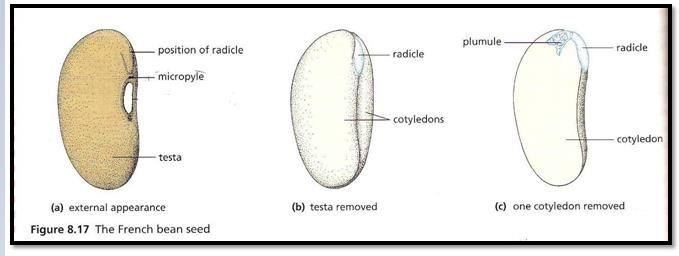 position of radicle
micropyle
testa
(a) external appearance
radicle
cotyledons
(b) testa removed
plumule
radicle
cotyledon
(c) one cotyledon removed
Figure 8.17 The French bean seed